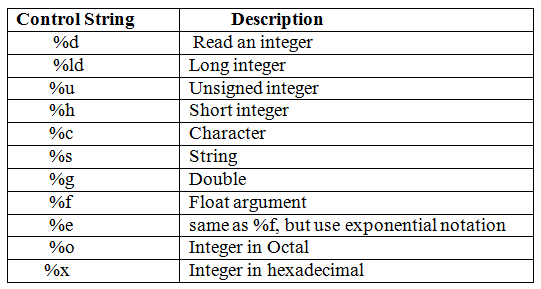 Control String Description
%d Read an integer
%ld Long integer
%u Unsigned integer
%h Short integer
%c Character
%s String
%g Double
%f Float argument
%e same as %f, but use exponential notation
%o Integer in Octal
%x Integer in hexadecimal